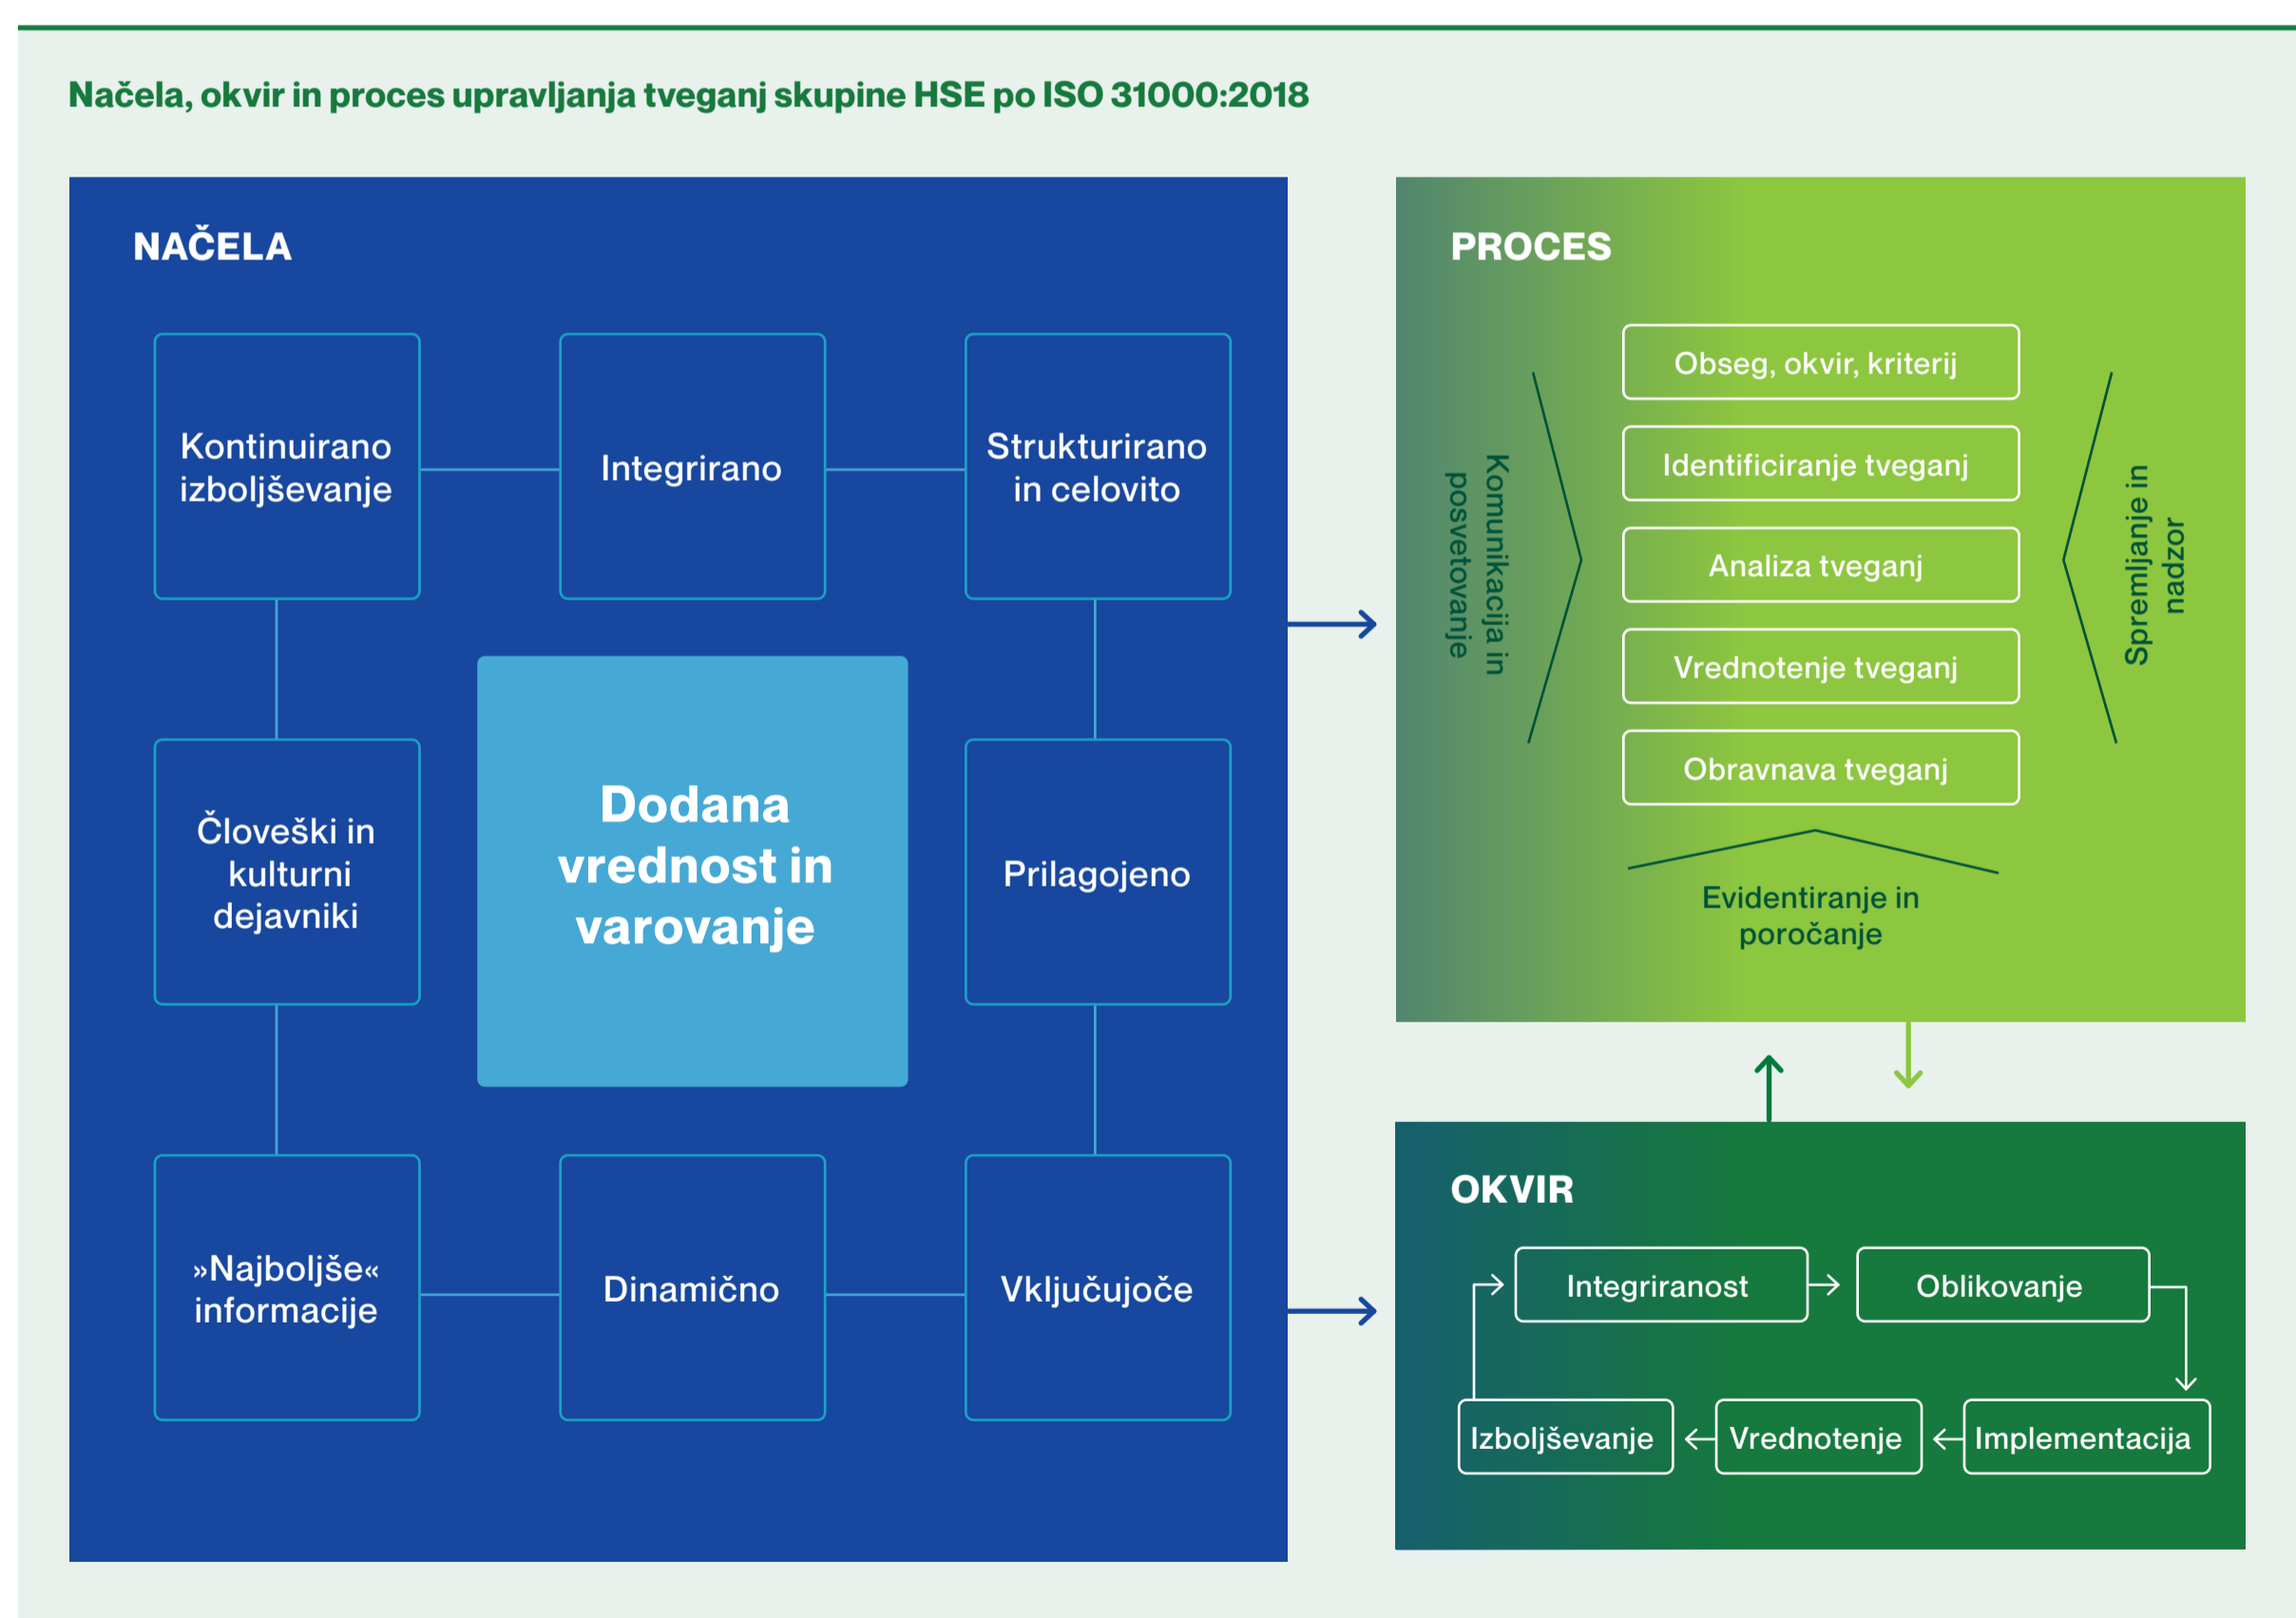 Načela, okvir in proces upravljanja tveganj skupine HSE po ISO 31000:2018
NAČELA
Kontinuirano
izboljševanje
Integrirano
Strukturirano
in celovito
Človeški in
kulturni
dejavniki
Dodana
vrednost in
varovanje
Prilagojeno
»Najboljše«
informacije
Dinamično
Vključujoče
PROCES
Komunikacija in
posvetovanje
Obseg, okvir, kriterij
Identificiranje tveganj
Analiza tveganj
Vrednotenje tveganj
Obravnava tveganj
Spremljanje in
nadzor
Evidentiranje in
poročanje
OKVIR
Integriranost
Oblikovanje
Izboljševanje
Vrednotenje
Implementacija